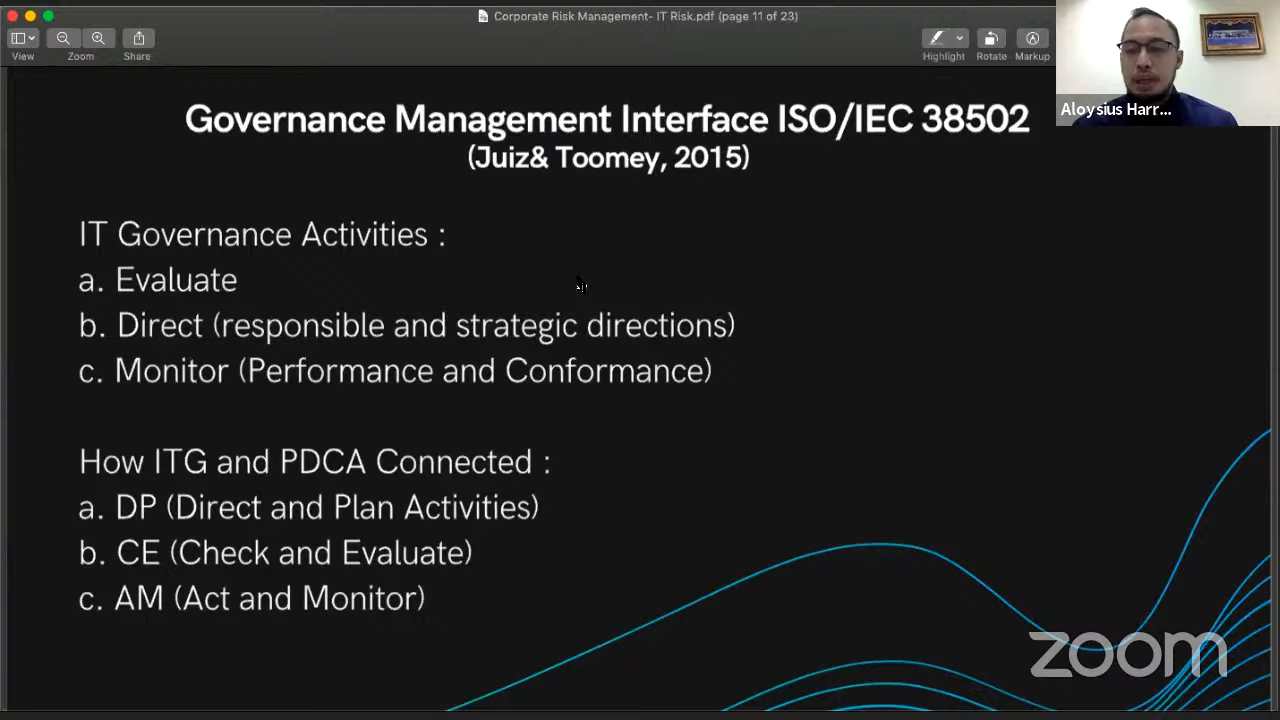 Corporate Risk Management- IT Risk.pdf (page 11 of 23)
View
Zoom
Share
Highlight
Rotate
Markup
Aloysius Harr...
Governance Management Interface ISO/IEC 38502
(Juiz& Toomey, 2015)
IT Governance Activities :
a. Evaluate
b. Direct (responsible and strategic directions)
c. Monitor (Performance and Conformance)
How ITG and PDCA Connected :
a. DP (Direct and Plan Activities)
b. CE (Check and Evaluate)
c. AM (Act and Monitor)
zoom